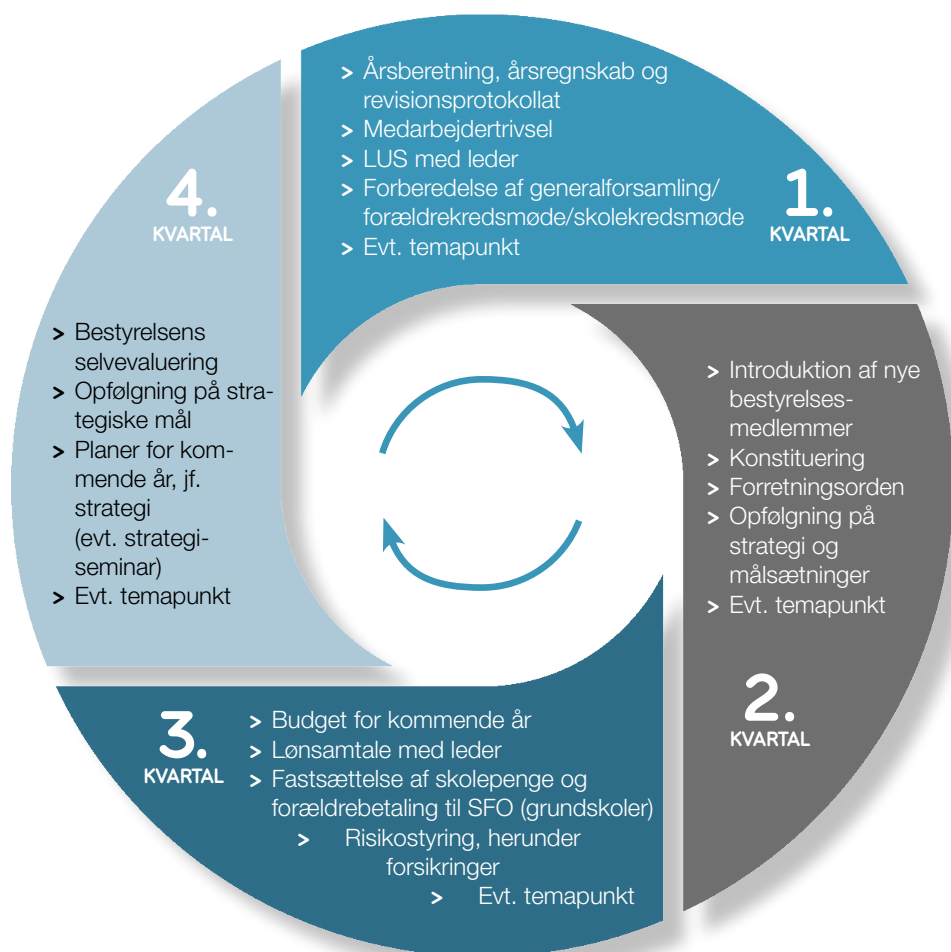 > Årsberetning, årsregnskab og
revisionsprotokollat
> Medarbejdertrivsel
> LUS med leder
> Forberedelse af generalforsamling/
forældrekredsmøde/skolekredsmøde
> Evt. temapunkt
1.
KVARTAL
> Introduktion af nye
bestyrelses-
medlemmer
> Konstituering
> Forretningsorden
> Opfølgning på
strategi og
målsætninger
> Evt. temapunkt
2.
KVARTAL
3.
KVARTAL
> Budget for kommende år
> Lønsamtale med leder
> Fastsættelse af skolepenge og
forældrebetaling til SFO (grundskoler)
> Risikostyring, herunder
forsikringer
> Evt. temapunkt
4.
KVARTAL
> Bestyrelsens
selvevaluering
> Opfølgning på stra-
tegiske mål
> Planer for kom-
mende år, jf.
strategi
(evt. strategi-
seminar)
> Evt. temapunkt